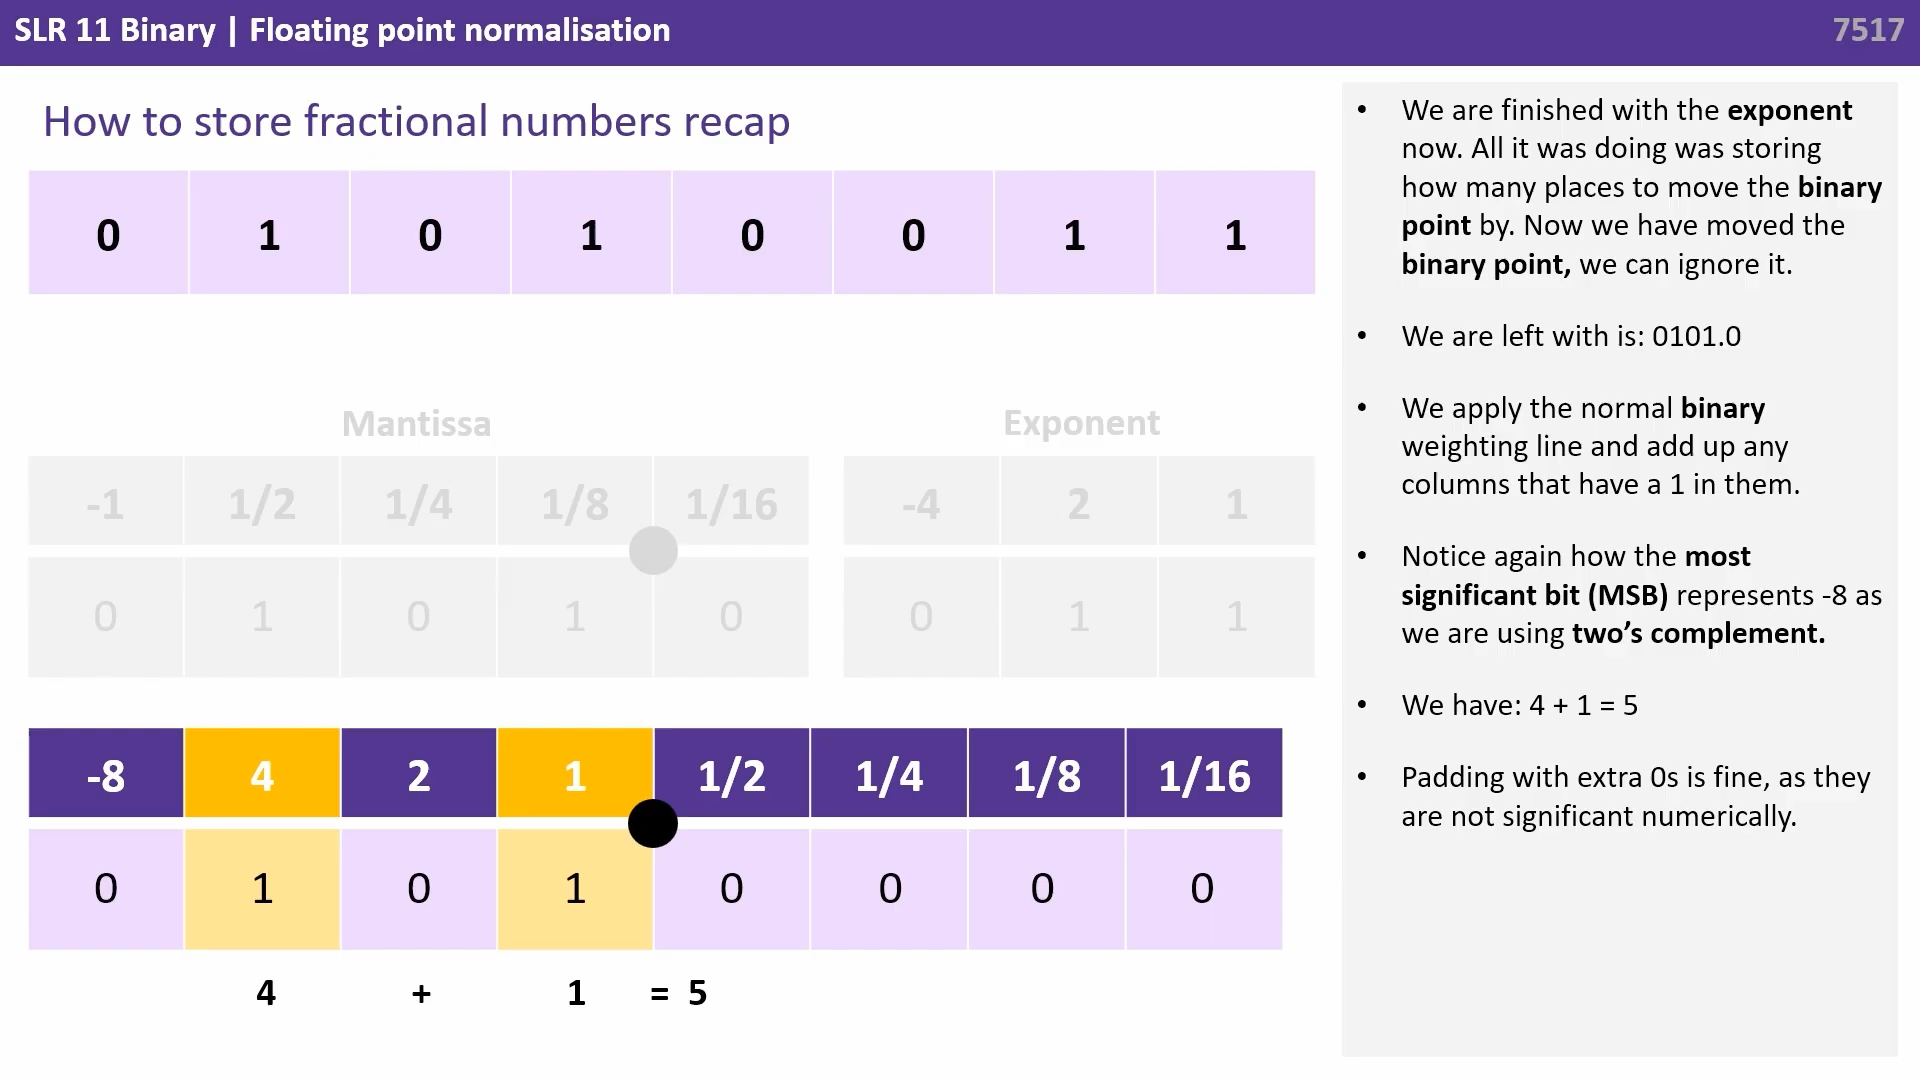 SLR 11 Binary | Floating point normalisation
7517
How to store fractional numbers recap
0 1 0 1 0 0 1 1
Mantissa
Exponent
-1 1/2 1/4 1/8 1/16
-4 2 1
0 1 0 1 0
0 1 1
-8 4 2 1 1/2 1/4 1/8 1/16
0 1 0 1 0 0 0 0
4 + 1 = 5
• We are finished with the exponent
now. All it was doing was storing
how many places to move the binary
point by. Now we have moved the
binary point, we can ignore it.
• We are left with is: 0101.0
• We apply the normal binary
weighting line and add up any
columns that have a 1 in them.
• Notice again how the most
significant bit (MSB) represents -8 as
we are using two’s complement.
• We have: 4 + 1 = 5
• Padding with extra 0s is fine, as they
are not significant numerically.